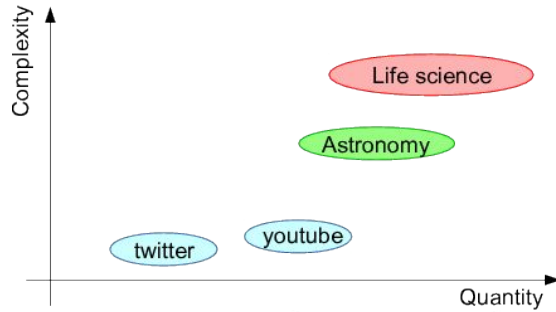 Complexity
Life science
Astronomy
youtube
twitter
Quantity